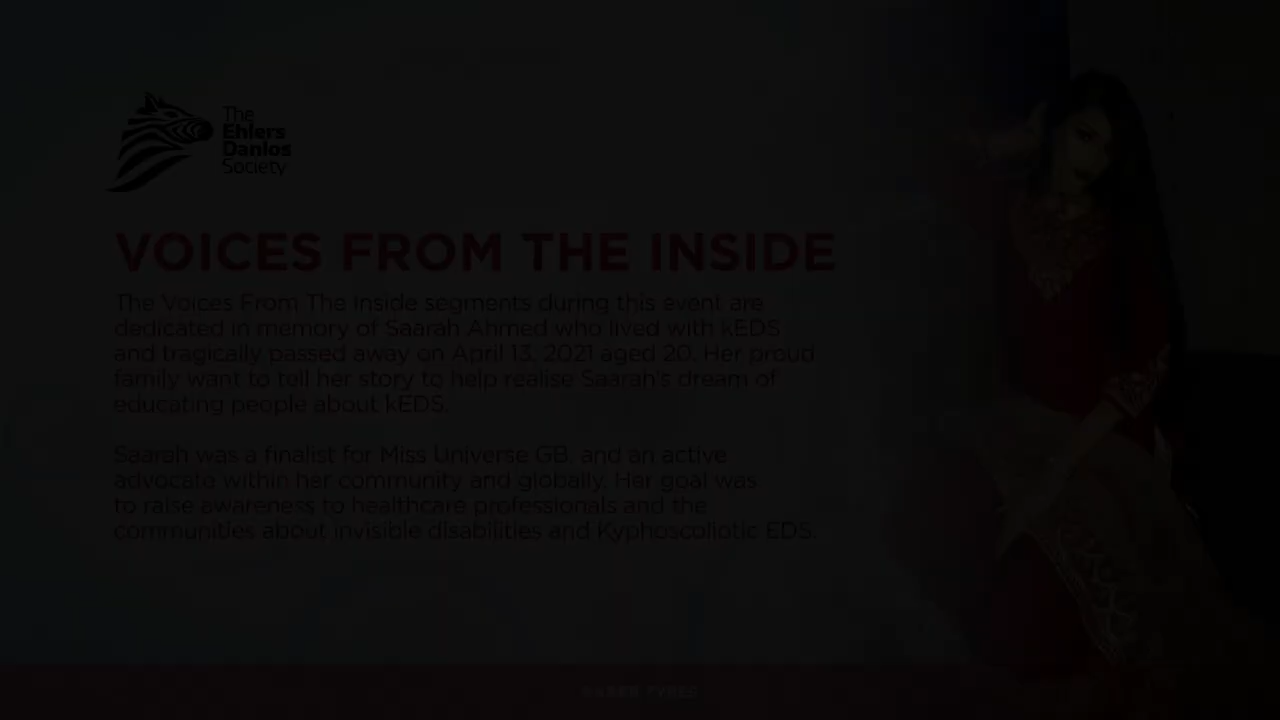 The
Ehlers
Danlos
Society
VOICES FROM THE INSIDE
The Voices From The Inside segments during this event are
dedicated in memory of Saarah Ahmed who lived with kEDS
and tragically passed away on April 13, 2021 aged 20. Her proud
family want to tell her story to help realise Saarah's dream of
educating people about kEDS.
Saarah was a finalist for Miss Universe GB, and an active
advocate within her community and globally. Her goal was
to raise awareness to healthcare professionals and the
communities about invisible disabilities and Kyphoscoliotic EDS.